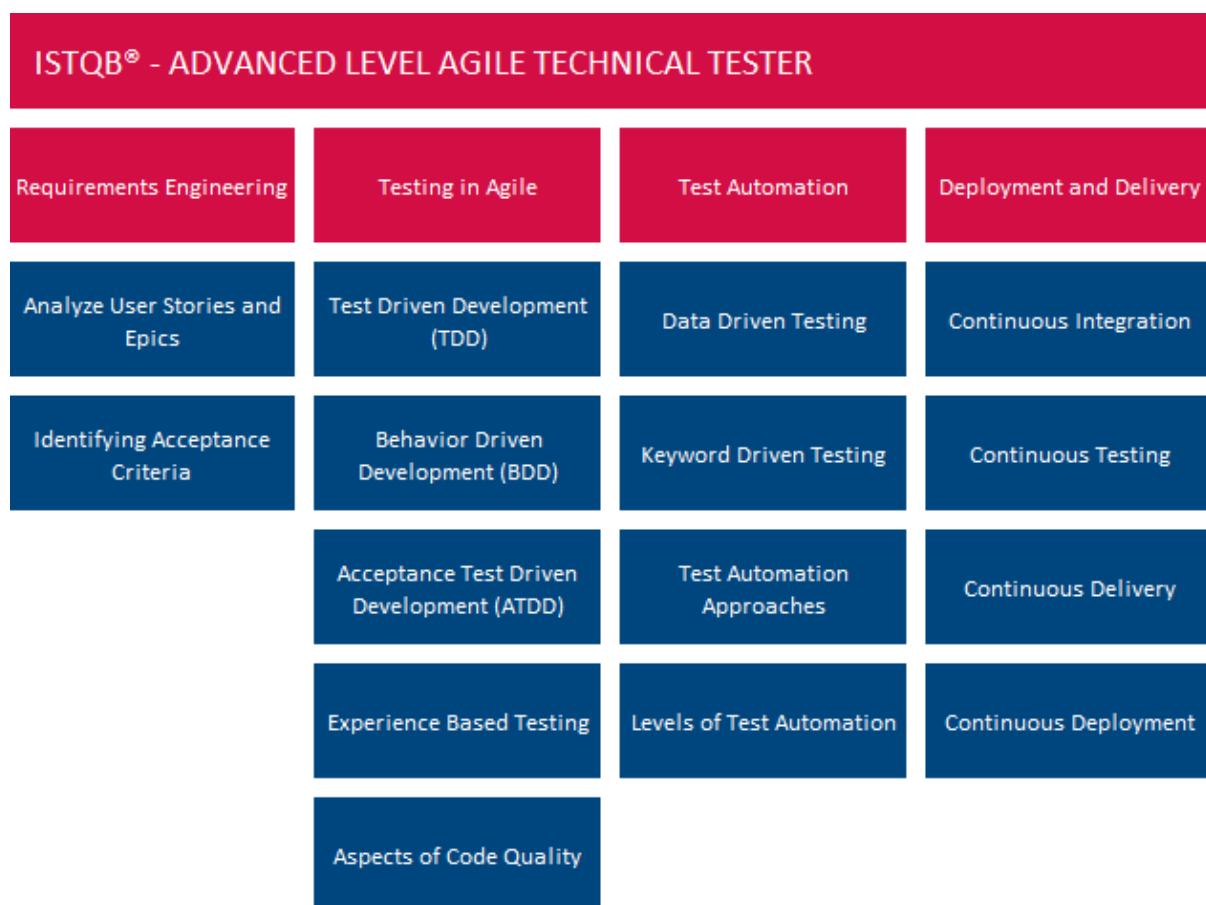 ISTQB® - ADVANCED LEVEL AGILE TECHNICAL TESTER
Requirements Engineering
Testing in Agile
Test Automation
Deployment and Delivery
Analyze User Stories and
Epics
Test Driven Development
(TDD)
Data Driven Testing
Continuous Integration
Identifying Acceptance
Criteria
Behavior Driven
Development (BDD)
Keyword Driven Testing
Continuous Testing
Acceptance Test Driven
Development (ATDD)
Test Automation
Approaches
Continuous Delivery
Experience Based Testing
Levels of Test Automation
Continuous Deployment
Aspects of Code Quality